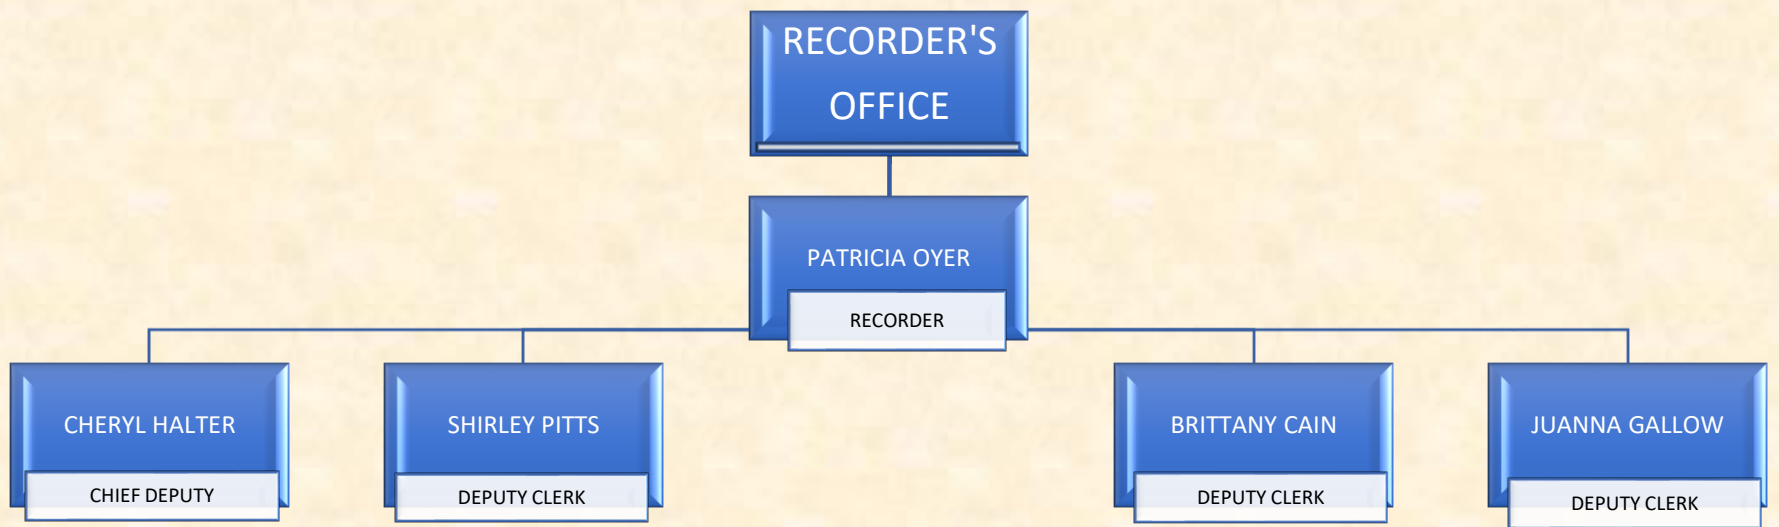 RECORDER'S
OFFICE
PATRICIA OYER
RECORDER
CHERYL HALTER
CHIEF DEPUTY
SHIRLEY PITTS
DEPUTY CLERK
BRITTANY CAIN
DEPUTY CLERK
JUANNA GALLOW
DEPUTY CLERK